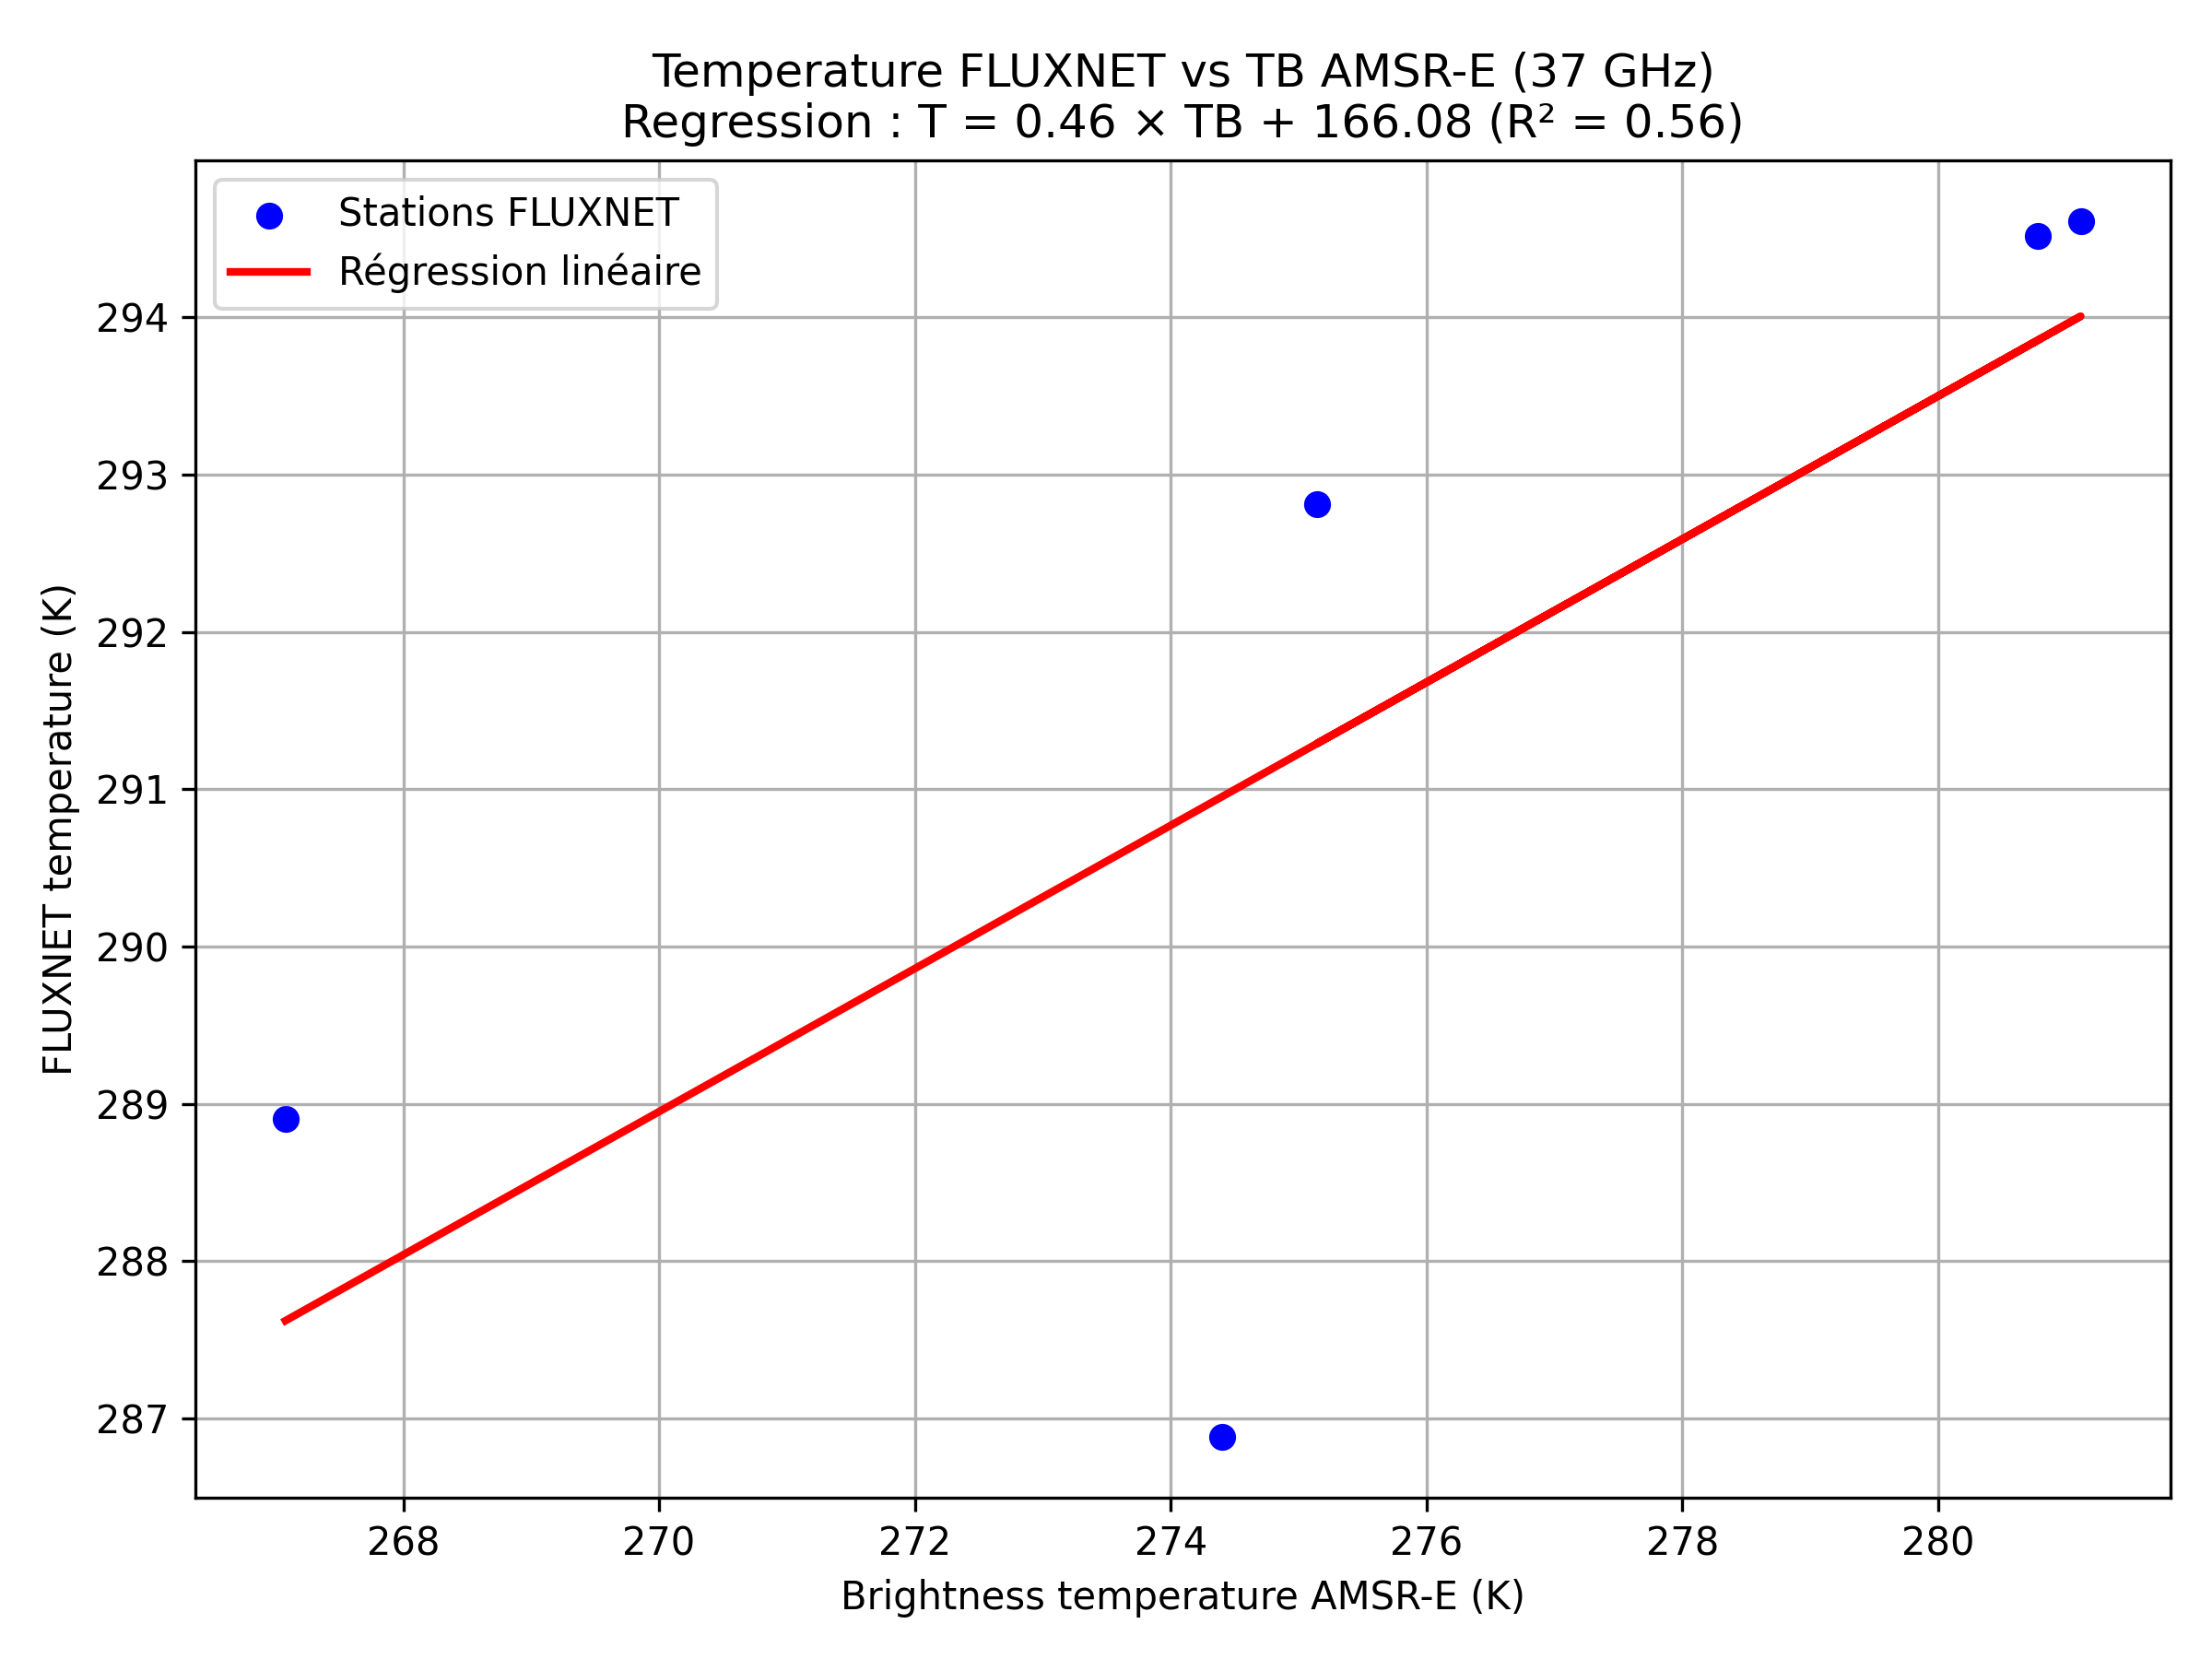 Temperature FLUXNET vs TB AMSR-E (37 GHz)
Regression : T = 0.46 × TB + 166.08 (R² = 0.56)
Stations FLUXNET
Régression linéaire
294
293
292
291
290
289
288
287
FLUXNET temperature (K)
268 270 272 274 276 278 280
Brightness temperature AMSR-E (K)